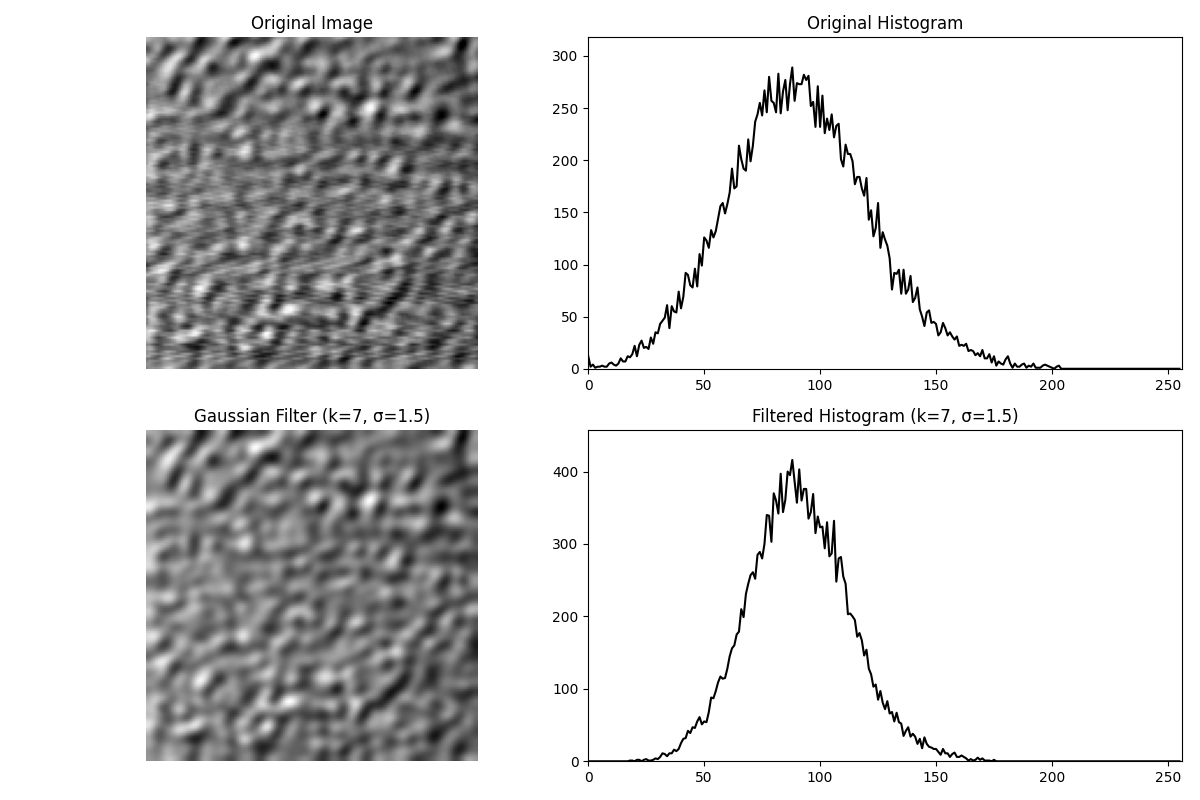 Original Image
Original Histogram
300
250
200
150
100
50
0
0 50 100 150 200 250
Gaussian Filter (k=7, σ=1.5)
Filtered Histogram (k=7, σ=1.5)
400
300
200
100
0
0 50 100 150 200 250